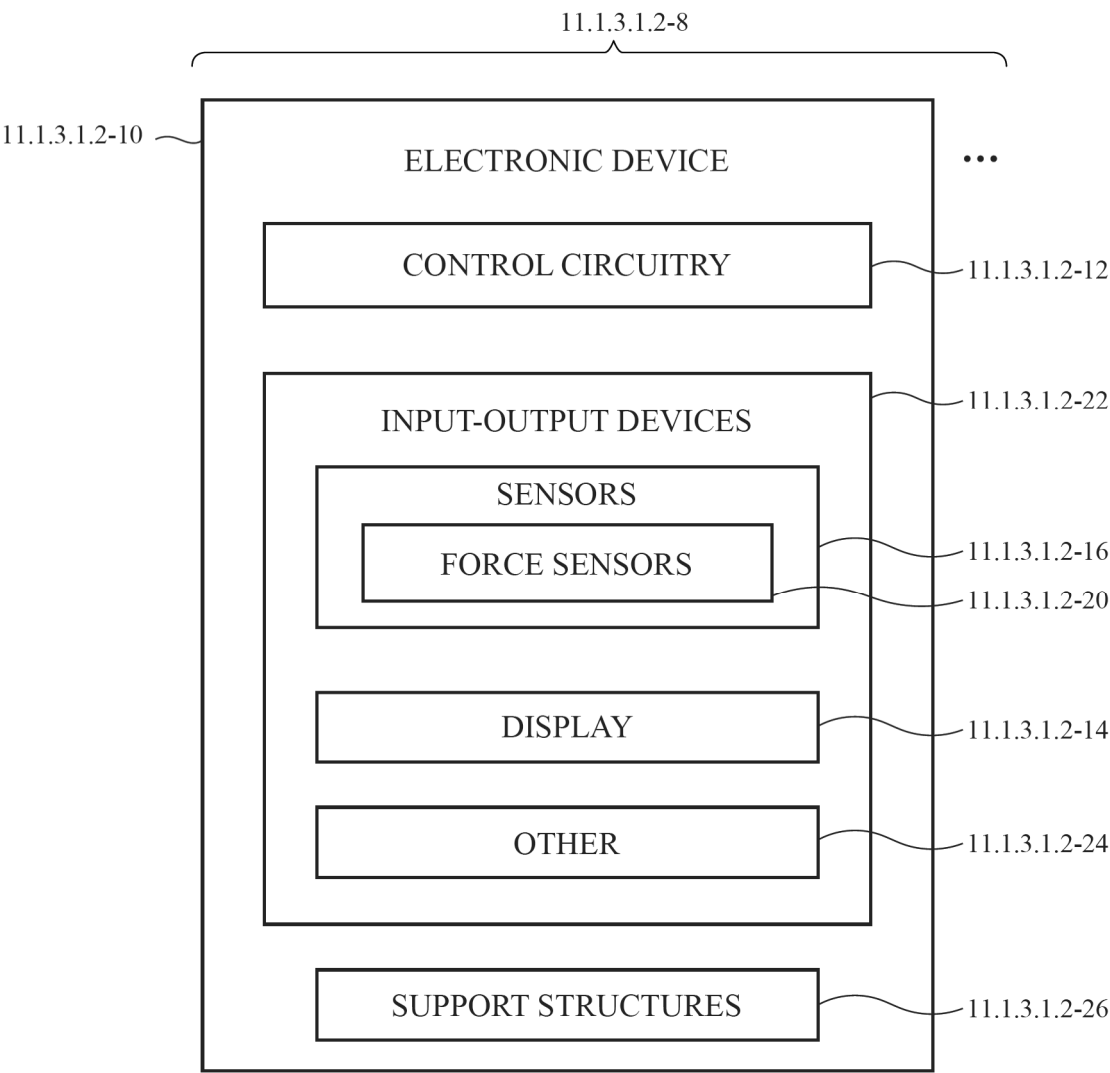 11.1.3.1.2-8
11.1.3.1.2-10
ELECTRONIC DEVICE
...
CONTROL CIRCUITRY
11.1.3.1.2-12
INPUT-OUTPUT DEVICES
11.1.3.1.2-22
SENSORS
FORCE SENSORS
11.1.3.1.2-16
11.1.3.1.2-20
DISPLAY
11.1.3.1.2-14
OTHER
11.1.3.1.2-24
SUPPORT STRUCTURES
11.1.3.1.2-26